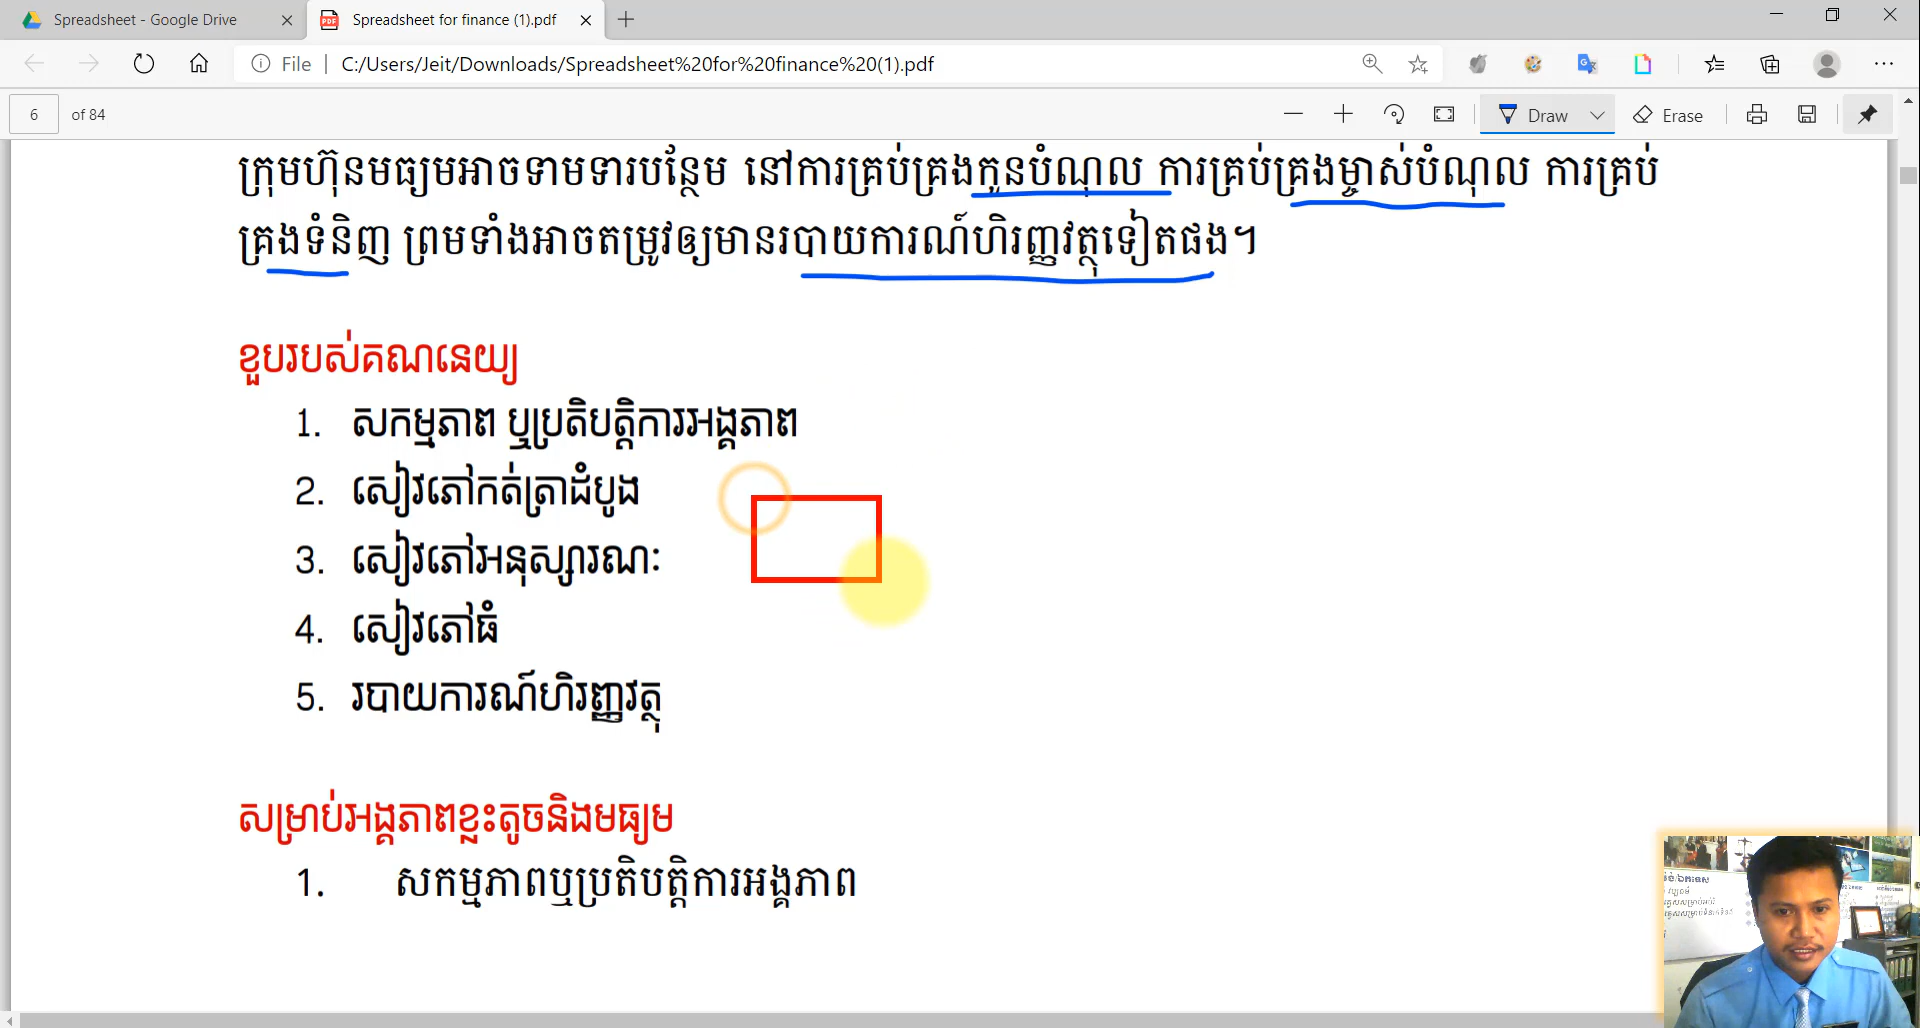 Spreadsheet - Google Drive
Spreadsheet for finance (1).pdf
File
C:/Users/Jeit/Downloads/Spreadsheet%20for%20finance%20(1).pdf
6 of 84
Draw
Erase
ក្រុមហ៊ុនមធ្យមអាចទាមទារបន្ថែម នៅការគ្រប់គ្រងកូនបំណុល ការគ្រប់គ្រងម្ចាស់បំណុល ការគ្រប់
គ្រងទំនិញ ព្រមទាំងអាចតម្រូវឲ្យមានរបាយការណ៍ហិរញ្ញវត្ថុទៀតផង។
ខួបរបស់គណនេយ្យ
1. សកម្មភាព ឬប្រតិបត្តិការអង្គភាព
2. សៀវភៅកត់ត្រាដំបូង
3. សៀវភៅអនុស្សារណៈ
4. សៀវភៅធំ
5. របាយការណ៍ហិរញ្ញវត្ថុ
សម្រាប់អង្គភាពខ្លះតូចនិងមធ្យម
1. សកម្មភាពឬប្រតិបត្តិការអង្គភាព